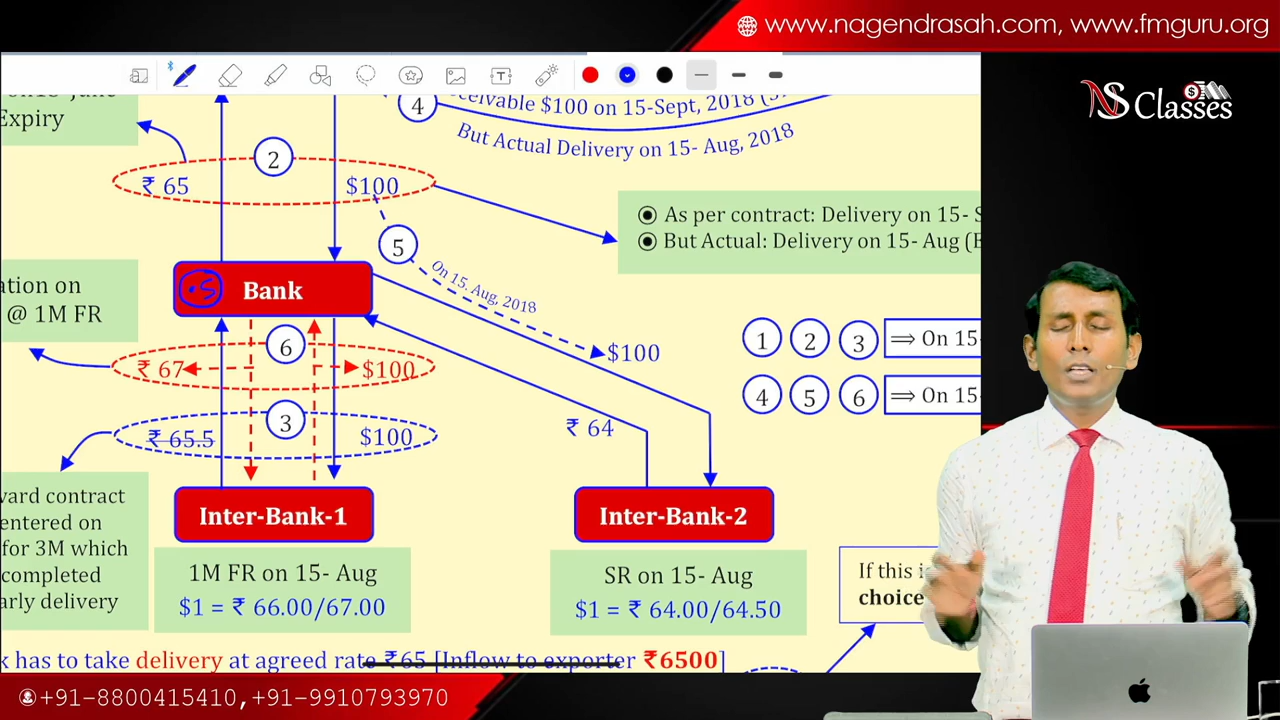 www.nagendrasah.com, www.fmguru.org
NS Classes
Expiry
4
eceivable $100 on 15-Sept, 2018
But Actual Delivery on 15- Aug, 2018
2
₹ 65
$100
As per contract: Delivery on 15- S
But Actual: Delivery on 15- Aug (E
5
On 15. Aug, 2018
Bank
ation on
@ 1M FR
6
₹ 67
$100
$100
1 2 3 ⟹ On 15-
4 5 6 ⟹ On 15-
3
₹ 65.5
$100
₹ 64
vard contract
entered on
for 3M which
completed
arly delivery
Inter-Bank-1
Inter-Bank-2
1M FR on 15- Aug
$1 = ₹ 66.00/67.00
SR on 15- Aug
$1 = ₹ 64.00/64.50
If this i
choice
k has to take delivery at agreed rate ₹65 [Inflow to exporter ₹6500]
+91-8800415410,+91-9910793970